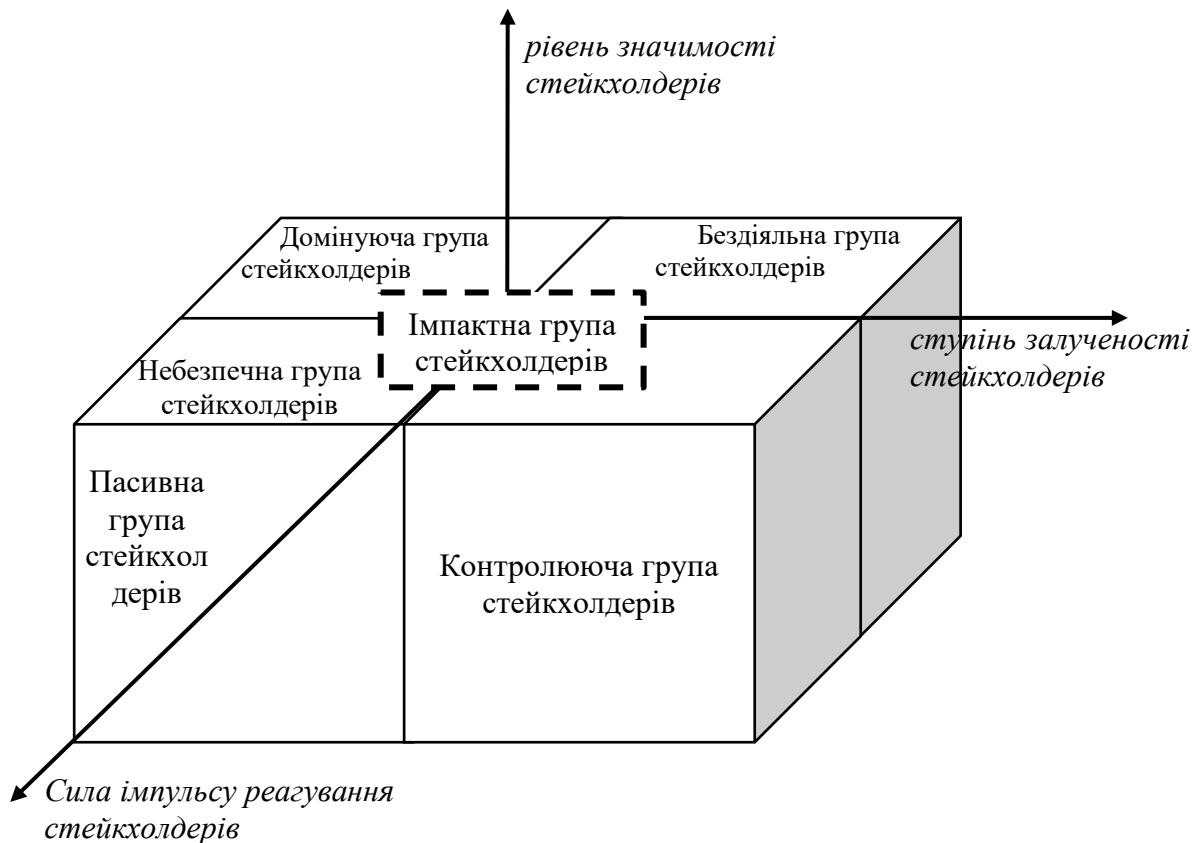 рівень значимості
стейкхолдерів
Домінуюча група
стейкхолдерів
Бездіяльна група
стейкхолдерів
Імпактна група
стейкхолдерів
ступінь залученості
стейкхолдерів
Небезпечна група
стейкхолдерів
Пасивна
група
стейкхол
дерів
Контролююча група
стейкхолдерів
Сила імпульсу реагування
стейкхолдерів